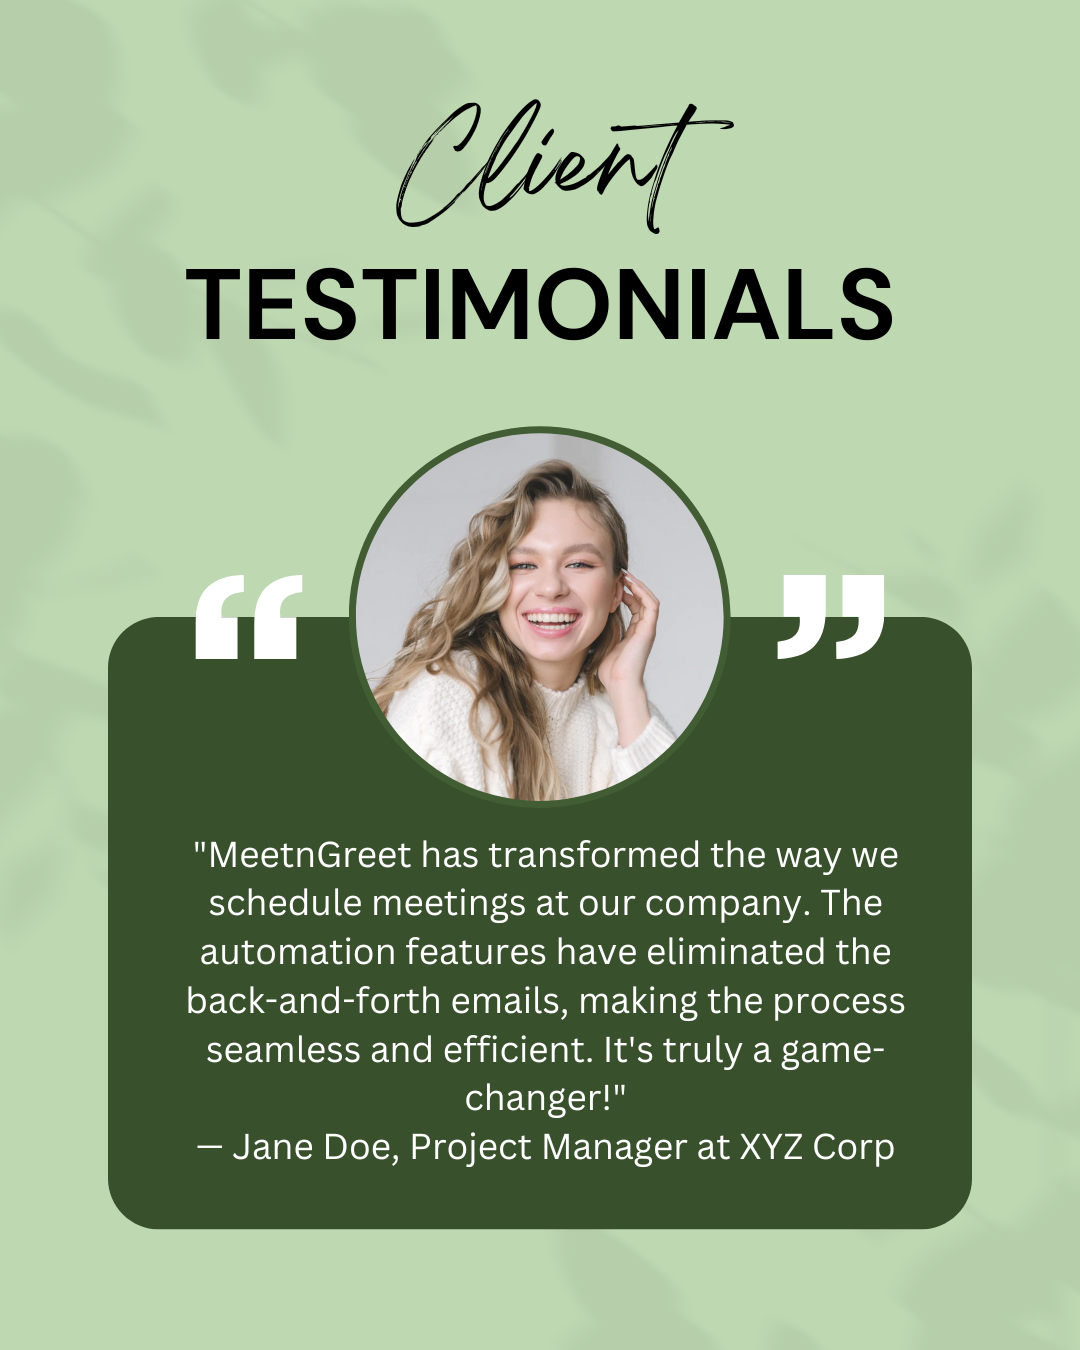 Client
TESTIMONIALS
“ ”
"MeetnGreet has transformed the way we
schedule meetings at our company. The
automation features have eliminated the
back-and-forth emails, making the process
seamless and efficient. It's truly a game-
changer!"
— Jane Doe, Project Manager at XYZ Corp